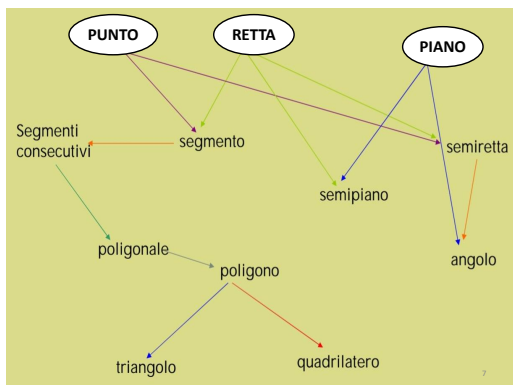 PUNTO
RETTA
PIANO
Segmenti
consecutivi
segmento
semiretta
semipiano
poligonale
poligono
angolo
triangolo
quadrilatero
7